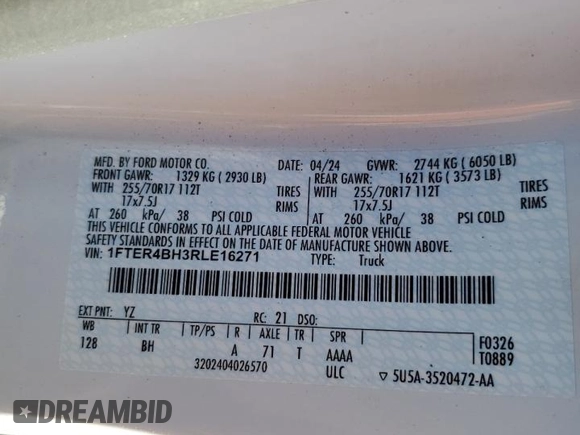 MFD. BY FORD MOTOR CO.
DATE: 04/24 GVWR: 2744 KG ( 6050 LB)
FRONT GAWR: 1329 KG ( 2930 LB) REAR GAWR: 1621 KG ( 3573 LB)
WITH 255/70R17 112T TIRES WITH 255/70R17 112T TIRES
17x7.5J RIMS 17x7.5J RIMS
AT 260 kPa/ 38 PSI COLD AT 260 kPa/ 38 PSI COLD
THIS VEHICLE CONFORMS TO ALL APPLICABLE FEDERAL MOTOR VEHICLE
SAFETY STANDARDS IN EFFECT ON THE DATE OF MANUFACTURE SHOWN ABOVE.
VIN: 1FTER4BH3RLE16271 TYPE: Truck
EXT PNT: YZ RC: 21 DSO:
WB INT TR TP/PS R AXLE TR SPR F0326
128 BH A 71 T AAAA T0889
3202404026570 ULC 5U5A-3520472-AA
DREAMBID